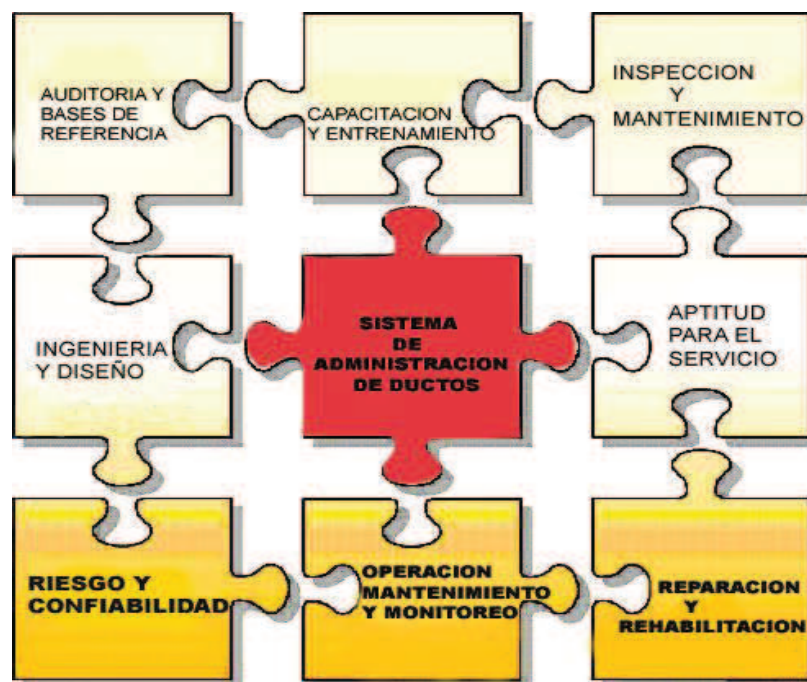 AUDITORIA Y
BASES DE
REFERENCIA
CAPACITACION
Y ENTRENAMIENTO
INSPECCION
Y
MANTENIMIENTO
INGENIERIA
Y DISEÑO
SISTEMA
DE
ADMINISTRACION
DE DUCTOS
APTITUD
PARA EL
SERVICIO
RIESGO Y
CONFIABILIDAD
OPERACION
MANTENIMIENTO
Y MONITOREO
REPARACION
Y
REHABILITACION